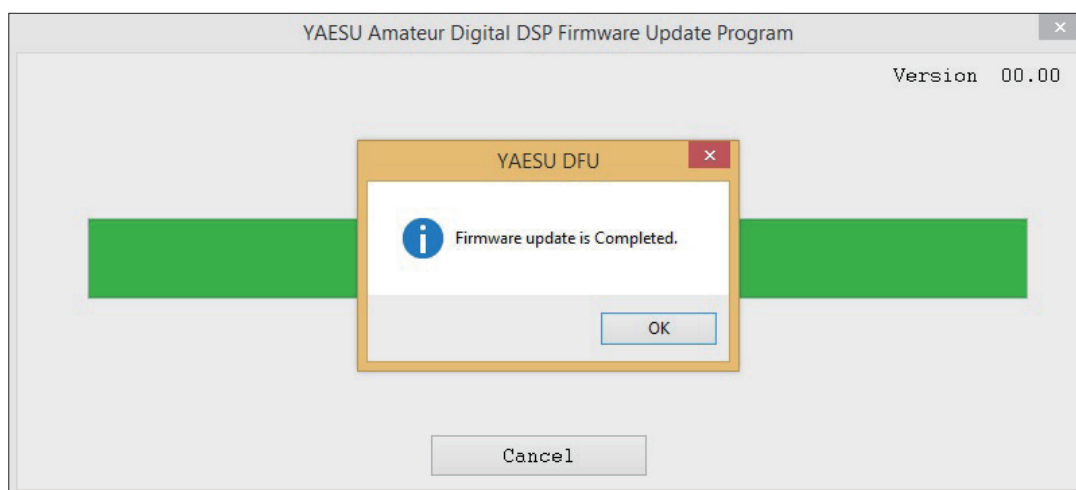 YAESU Amateur Digital DSP Firmware Update Program
Version 00.00
YAESU DFU
Firmware update is Completed.
OK
Cancel